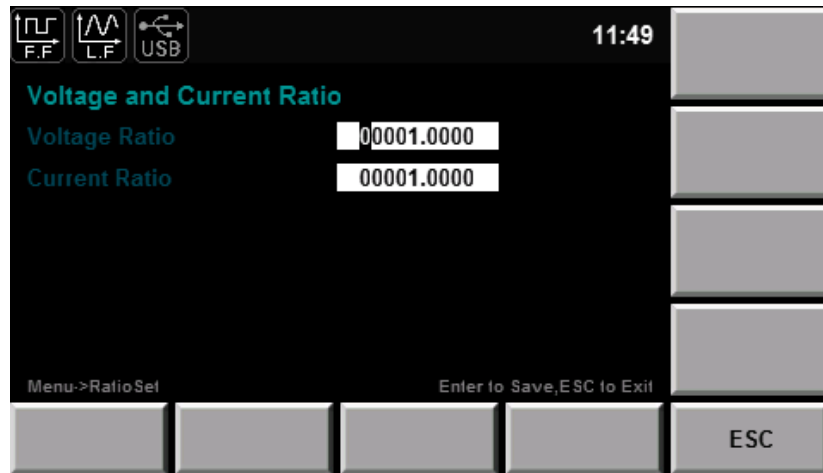 F.F L.F USB 11:49
Voltage and Current Ratio
Voltage Ratio 00001.0000
Current Ratio 00001.0000
Menu->RatioSet Enter to Save,ESC to Exit
ESC